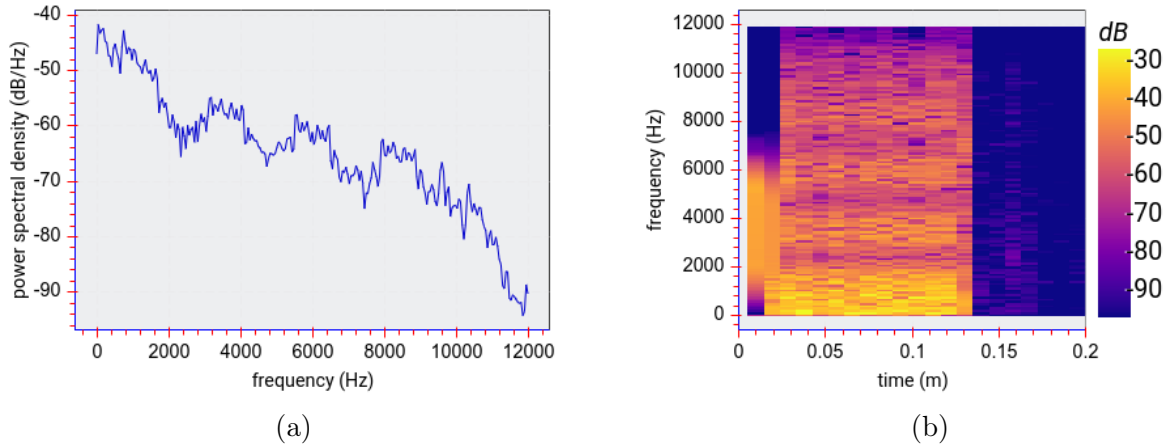 -40
-50
-60
-70
-80
-90
power spectral density (dB/Hz)
0 2000 4000 6000 8000 10000 12000
frequency (Hz)
(a)
12000
10000
8000
6000
4000
2000
0
frequency (Hz)
0 0.05 0.1 0.15 0.2
time (m)
dB
-30
-40
-50
-60
-70
-80
-90
(b)